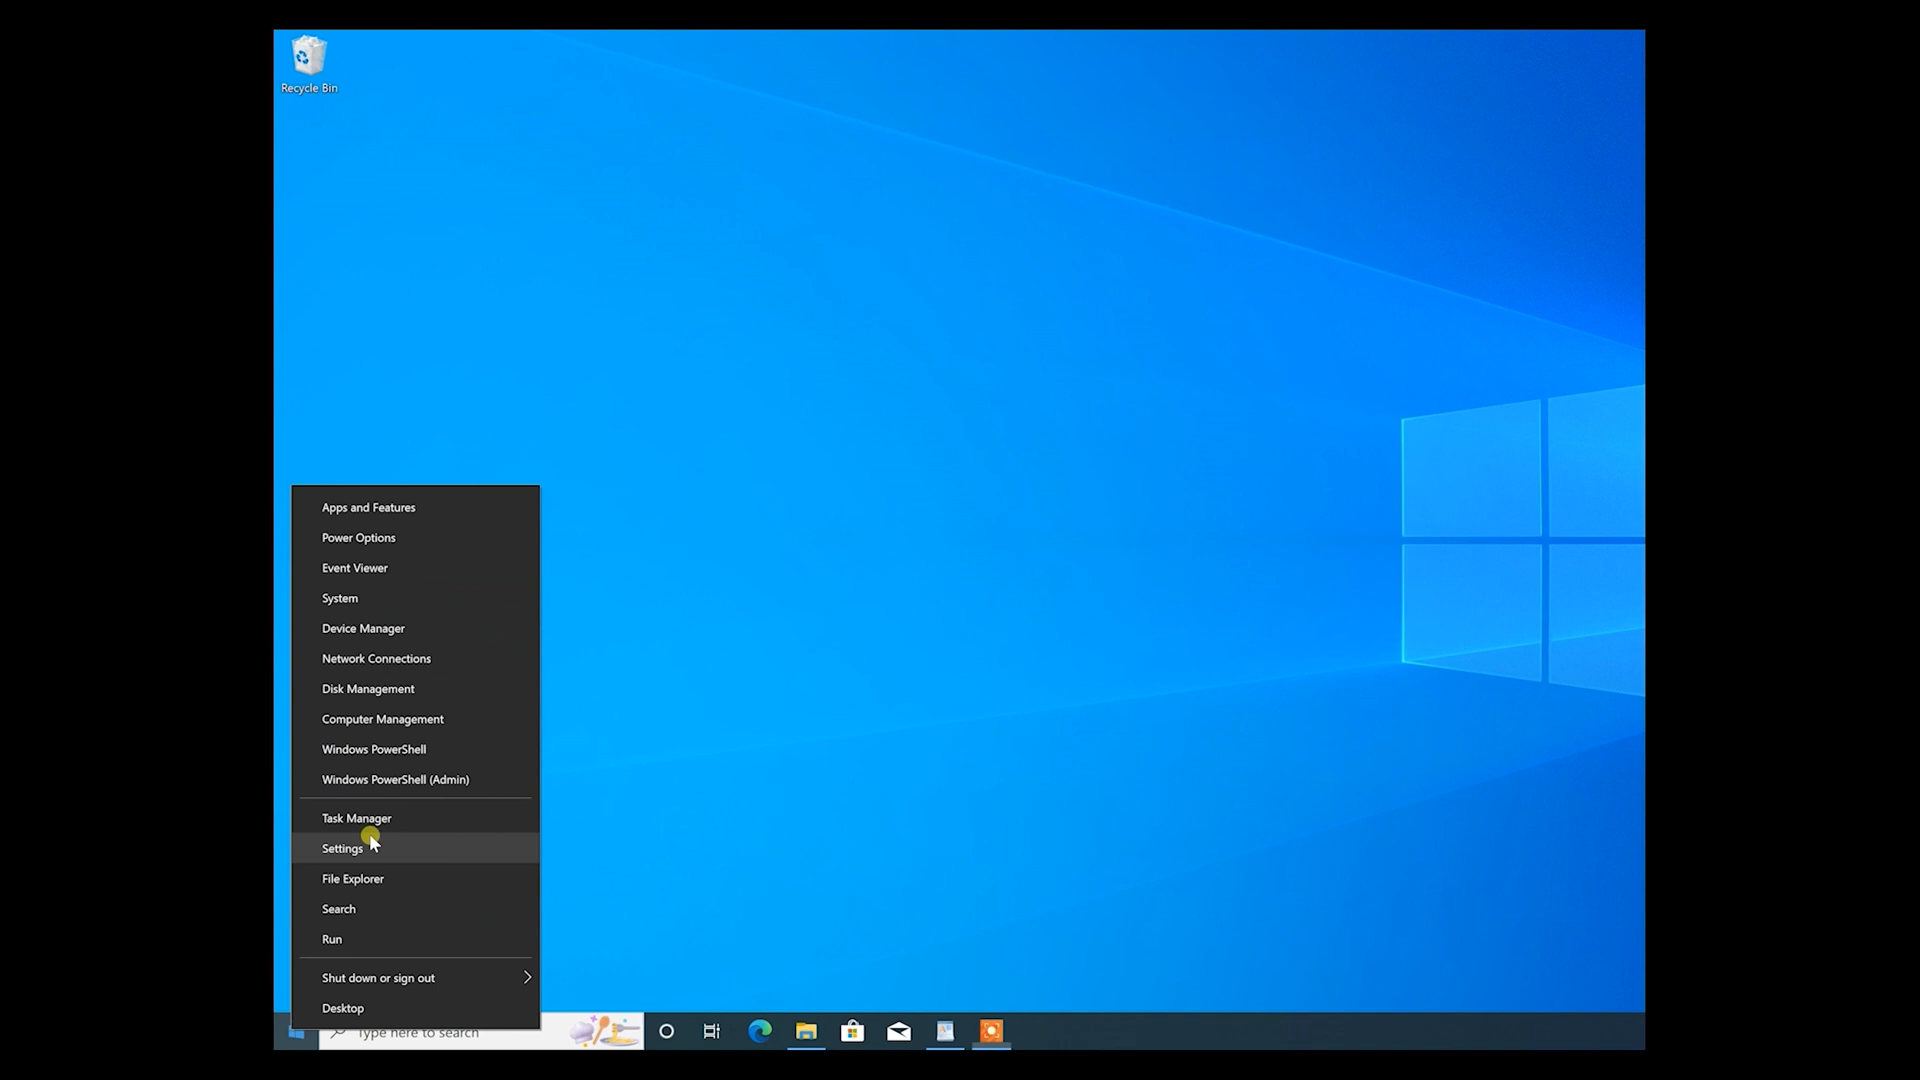 Recycle Bin
Apps and Features
Power Options
Event Viewer
System
Device Manager
Network Connections
Disk Management
Computer Management
Windows PowerShell
Windows PowerShell (Admin)
Task Manager
Settings
File Explorer
Search
Run
Shut down or sign out
Desktop
Type here to search